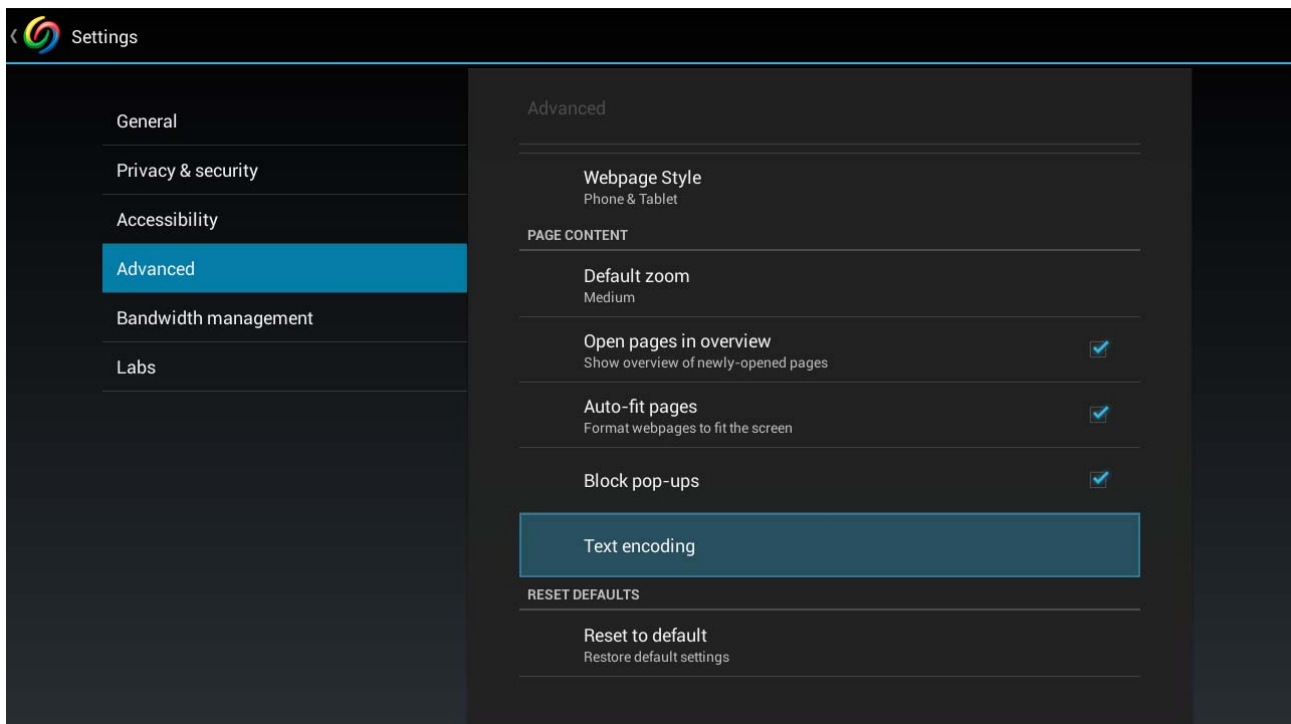 Settings
General
Privacy & security
Accessibility
Advanced
Bandwidth management
Labs
Advanced
Webpage Style
Phone & Tablet
PAGE CONTENT
Default zoom
Medium
Open pages in overview
Show overview of newly-opened pages
Auto-fit pages
Format webpages to fit the screen
Block pop-ups
Text encoding
RESET DEFAULTS
Reset to default
Restore default settings